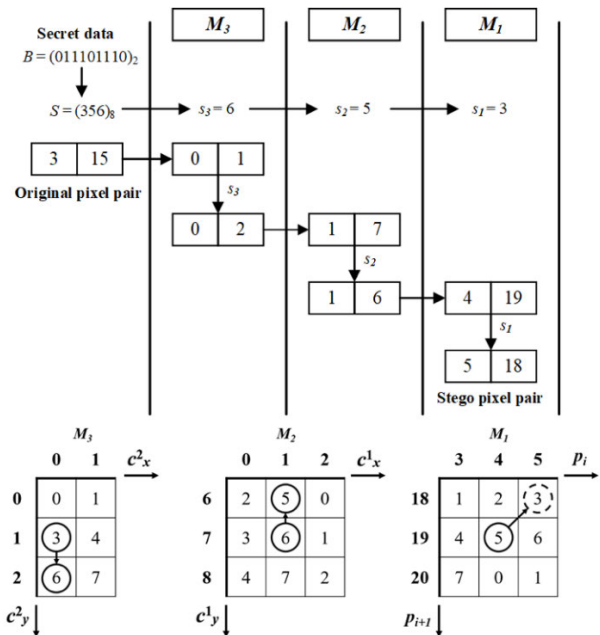 M3 M2 M1
Secret data
B = (011101110)2
S = (356)8 s3 = 6 s2 = 5 s1 = 3
3 15 0 1
Original pixel pair s3
0 2 1 7
s2
1 6 4 19
s1
5 18
Stego pixel pair
M3 M2 M1
0 1 c2x 0 1 2 c1x 3 4 5 pi
0 0 1 6 2 5 0 18 1 2 3
1 3 4 7 3 6 1 19 4 5 6
2 6 7 8 4 7 2 20 7 0 1
c2y c1y pi+1